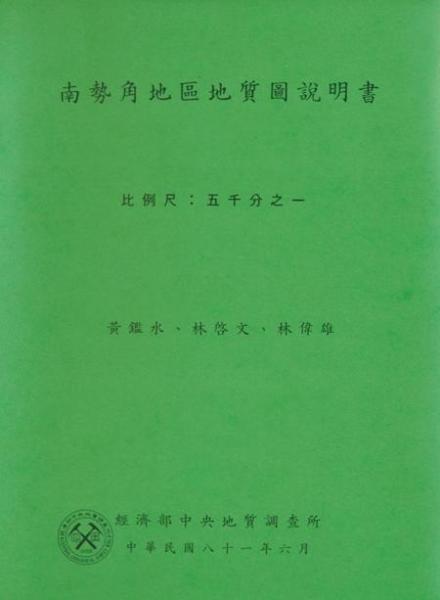 南勢角地區地質圖說明書
比例尺：五千分之一
黃鑑水、林啓文、林偉雄
經濟部中央地質調查所
中華民國八十一年六月